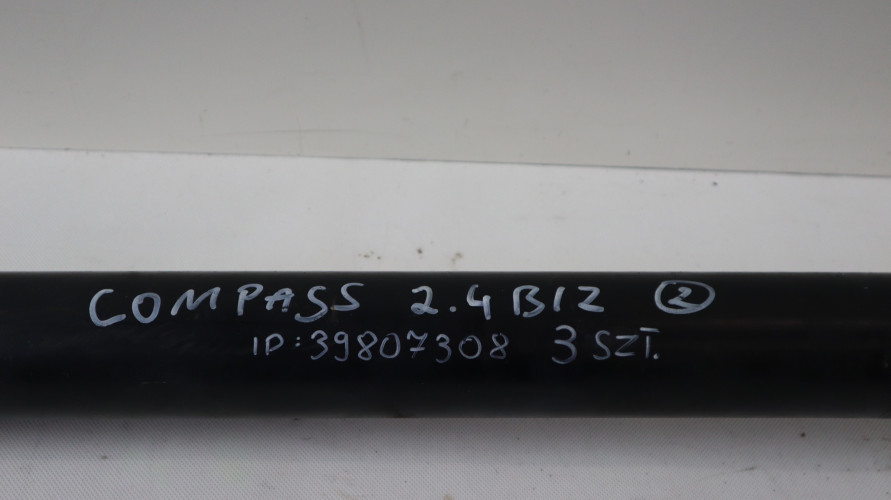 COMPASS 2.4 BIZ 2
ID: 39807308 3 SZT.